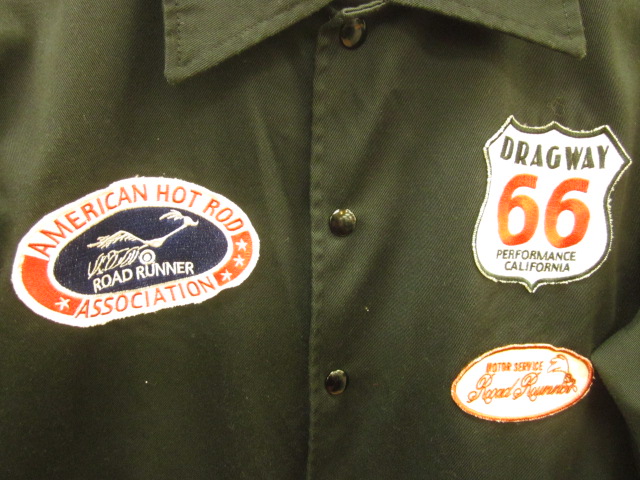 AMERICAN HOT ROD
ROAD RUNNER
ASSOCIATION
DRAGWAY
66
PERFORMANCE
CALIFORNIA
MOTOR SERVICE
Road Runner